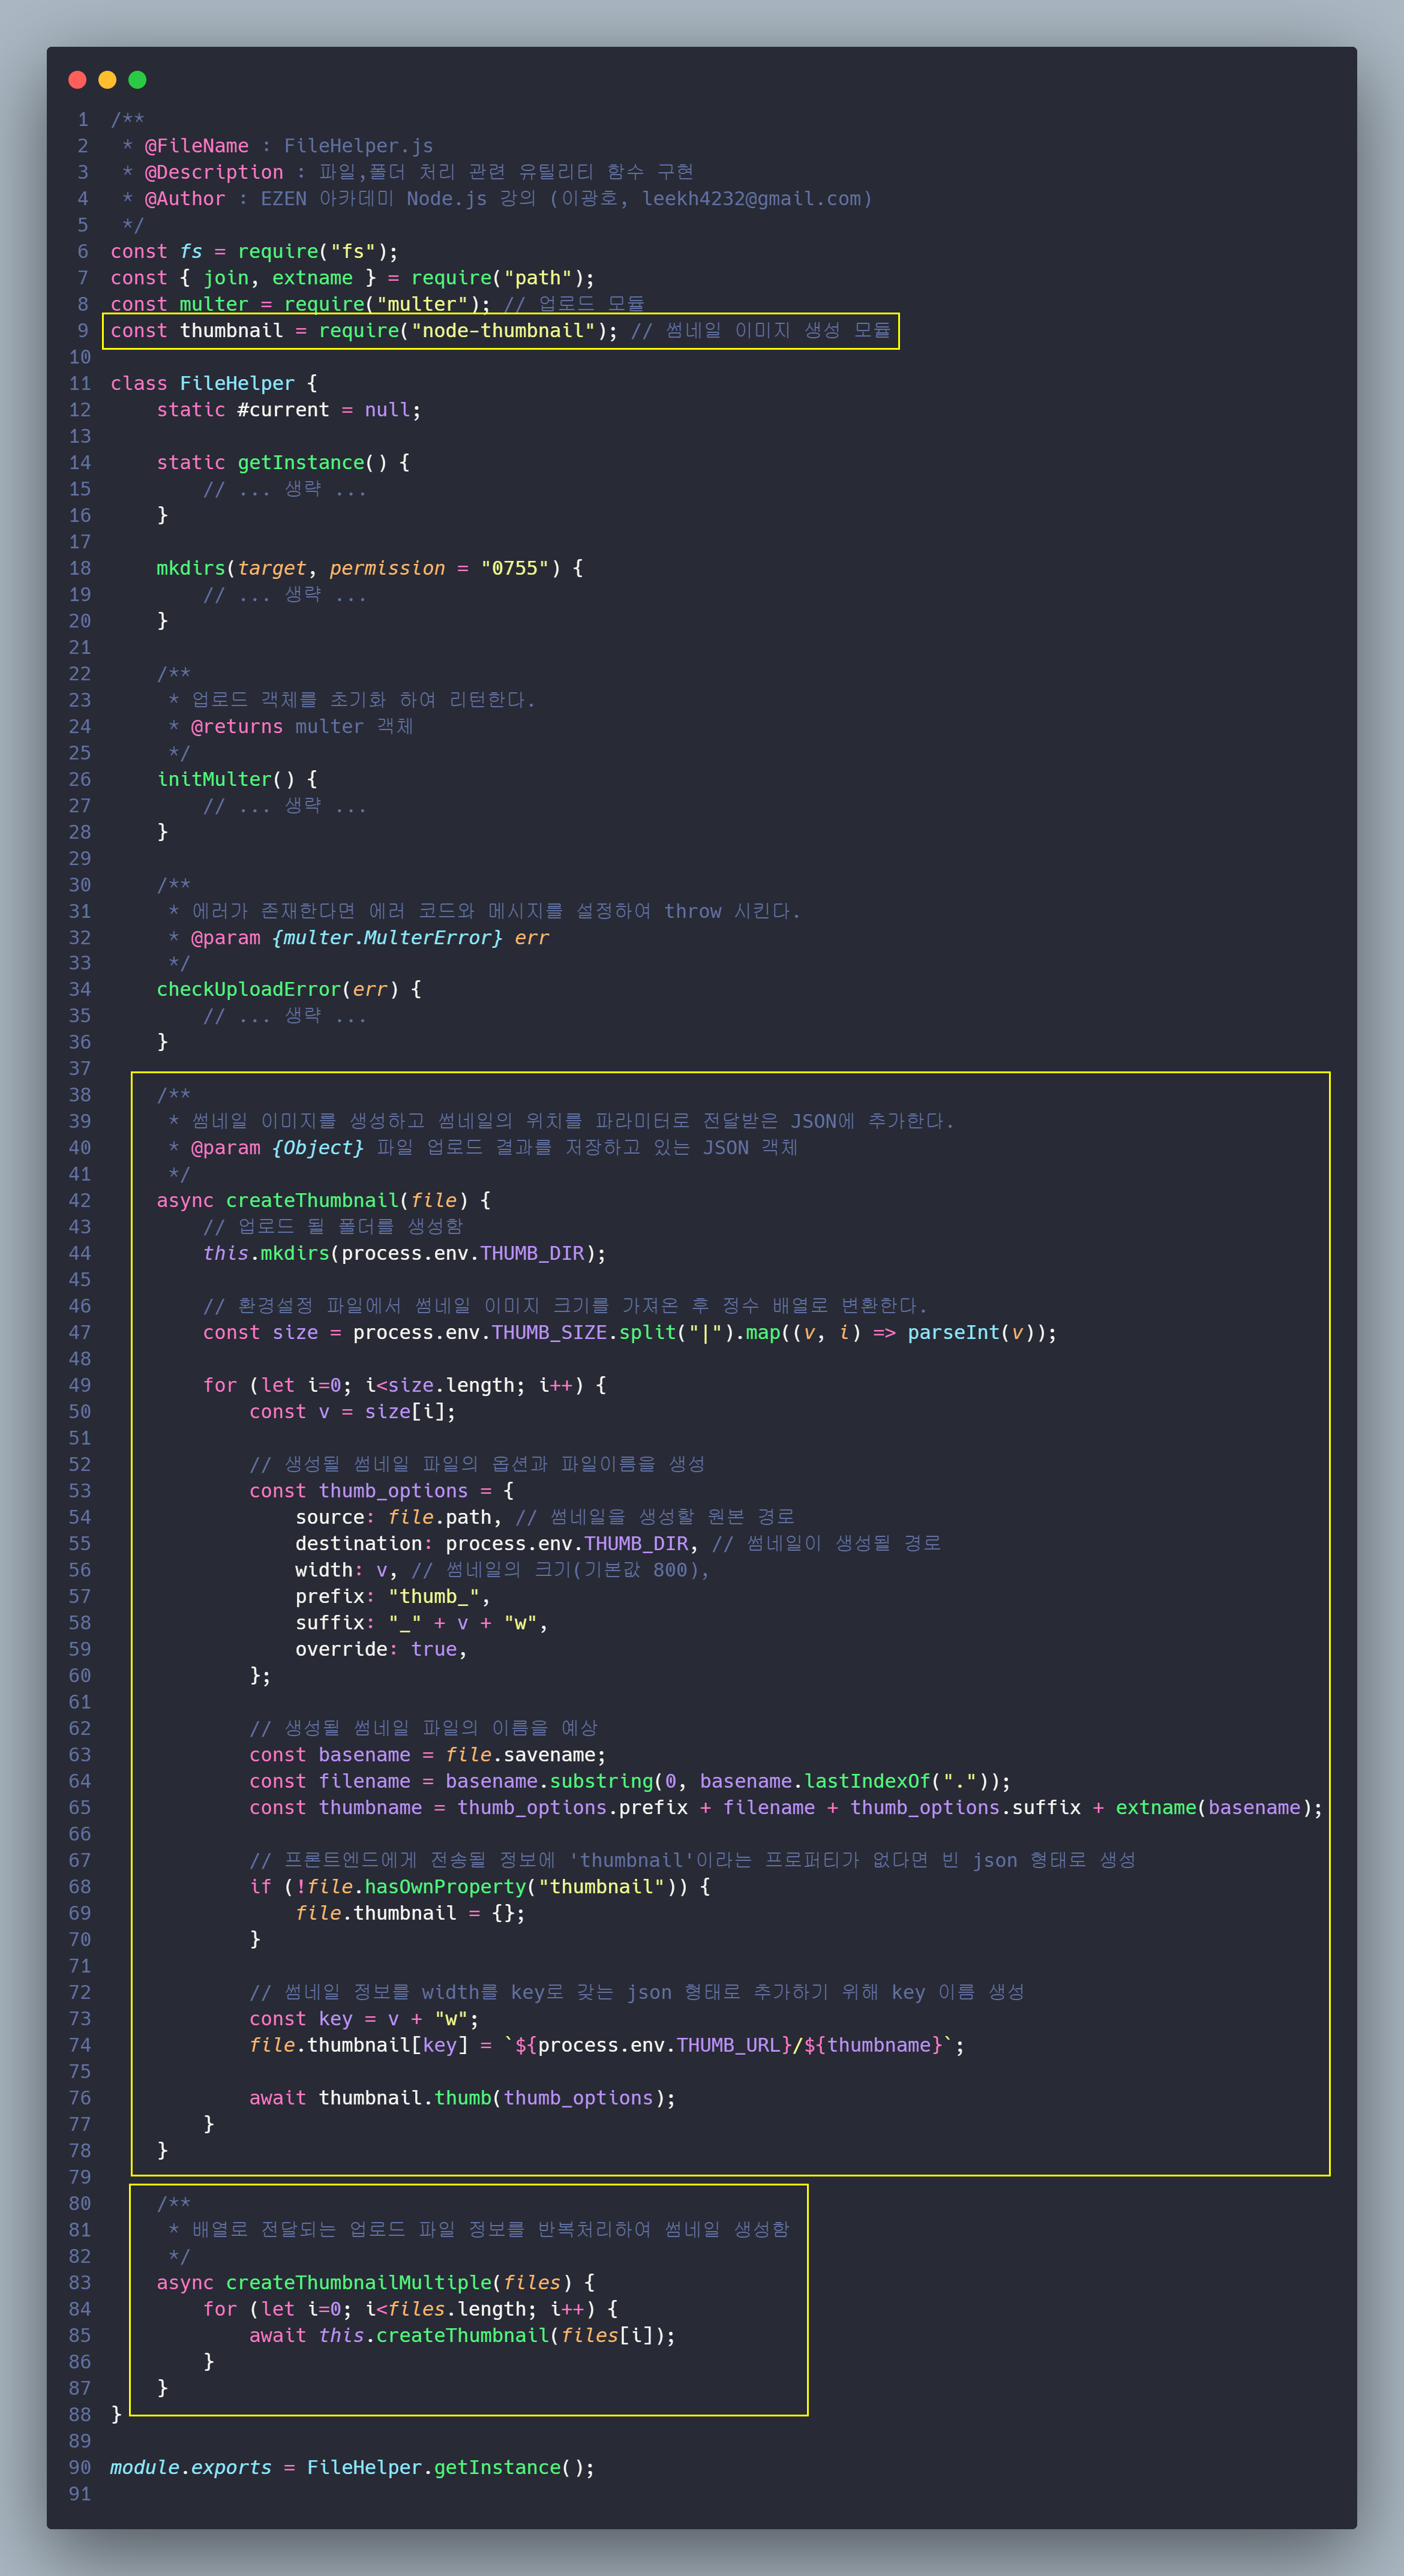 1 /**
2  * @FileName : FileHelper.js
3  * @Description : 파일,폴더 처리 관련 유틸리티 함수 구현
4  * @Author : EZEN 아카데미 Node.js 강의 (이광호, leekh4232@gmail.com)
5  */
6 const fs = require("fs");
7 const { join, extname } = require("path");
8 const multer = require("multer"); // 업로드 모듈
9 const thumbnail = require("node-thumbnail"); // 썸네일 이미지 생성 모듈
10
11 class FileHelper {
12     static #current = null;
13
14     static getInstance() {
15         // ... 생략 ...
16     }
17
18     mkdirs(target, permission = "0755") {
19         // ... 생략 ...
20     }
21
22     /**
23      * 업로드 객체를 초기화 하여 리턴한다.
24      * @returns multer 객체
25      */
26     initMulter() {
27         // ... 생략 ...
28     }
29
30     /**
31      * 에러가 존재한다면 에러 코드와 메시지를 설정하여 throw 시킨다.
32      * @param {multer.MulterError} err
33      */
34     checkUploadError(err) {
35         // ... 생략 ...
36     }
37
38     /**
39      * 썸네일 이미지를 생성하고 썸네일의 위치를 파라미터로 전달받은 JSON에 추가한다.
40      * @param {Object} 파일 업로드 결과를 저장하고 있는 JSON 객체
41      */
42     async createThumbnail(file) {
43         // 업로드 될 폴더를 생성함
44         this.mkdirs(process.env.THUMB_DIR);
45
46         // 환경설정 파일에서 썸네일 이미지 크기를 가져온 후 정수 배열로 변환한다.
47         const size = process.env.THUMB_SIZE.split("|").map((v, i) => parseInt(v));
48
49         for (let i=0; i<size.length; i++) {
50             const v = size[i];
51
52             // 생성될 썸네일 파일의 옵션과 파일이름을 생성
53             const thumb_options = {
54                 source: file.path, // 썸네일을 생성할 원본 경로
55                 destination: process.env.THUMB_DIR, // 썸네일이 생성될 경로
56                 width: v, // 썸네일의 크기(기본값 800),
57                 prefix: "thumb_",
58                 suffix: "_" + v + "w",
59                 override: true,
60             };
61
62             // 생성될 썸네일 파일의 이름을 예상
63             const basename = file.savename;
64             const filename = basename.substring(0, basename.lastIndexOf("."));
65             const thumbname = thumb_options.prefix + filename + thumb_options.suffix + extname(basename);
66
67             // 프론트엔드에게 전송될 정보에 'thumbnail'이라는 프로퍼티가 없다면 빈 json 형태로 생성
68             if (!file.hasOwnProperty("thumbnail")) {
69                 file.thumbnail = {};
70             }
71
72             // 썸네일 정보를 width를 key로 갖는 json 형태로 추가하기 위해 key 이름 생성
73             const key = v + "w";
74             file.thumbnail[key] = `${process.env.THUMB_URL}/${thumbname}`;
75
76             await thumbnail.thumb(thumb_options);
77         }
78     }
79
80     /**
81      * 배열로 전달되는 업로드 파일 정보를 반복처리하여 썸네일 생성함
82      */
83     async createThumbnailMultiple(files) {
84         for (let i=0; i<files.length; i++) {
85             await this.createThumbnail(files[i]);
86         }
87     }
88 }
89
90 module.exports = FileHelper.getInstance();
91